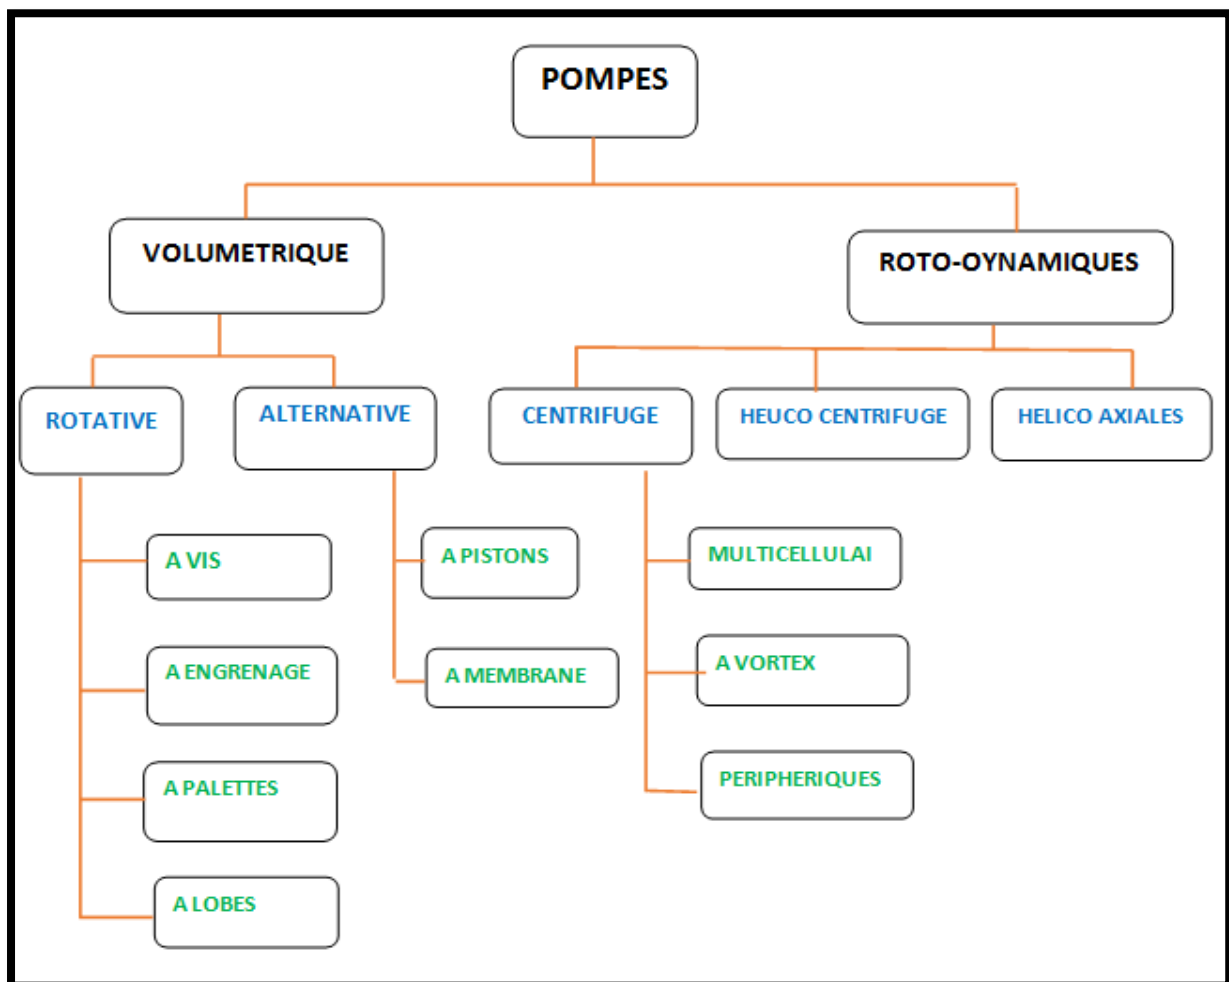 POMPES
VOLUMETRIQUE
ROTO-OYNAMIQUES
ROTATIVE
ALTERNATIVE
CENTRIFUGE
HEUCO CENTRIFUGE
HELICO AXIALES
A VIS
A PISTONS
MULTICELLULAI
A ENGRENAGE
A MEMBRANE
A VORTEX
A PALETTES
PERIPHERIQUES
A LOBES